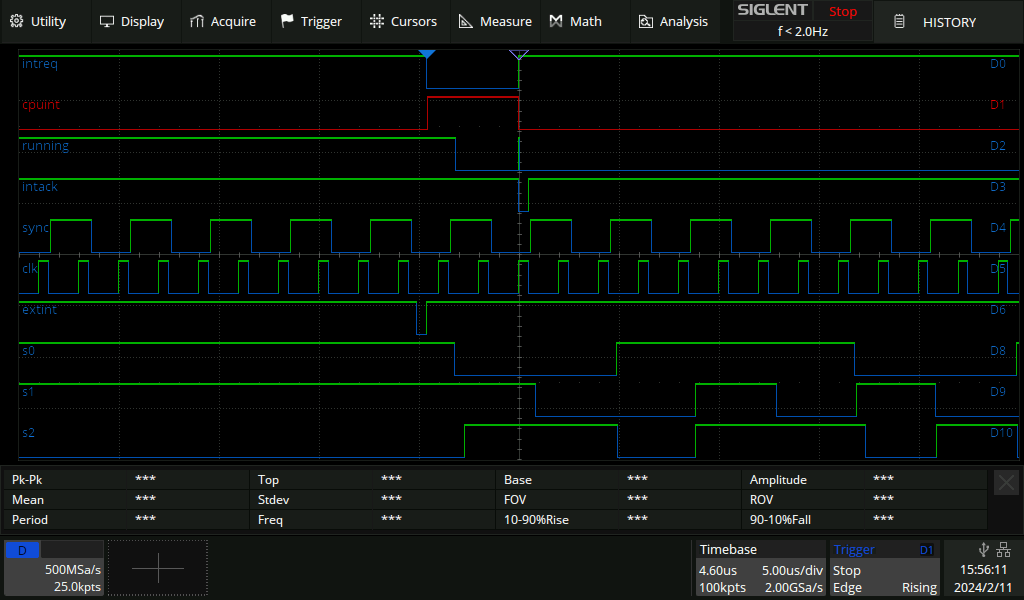 Utility Display Acquire Trigger Cursors Measure Math Analysis SIGLENT Stop HISTORY
f < 2.0Hz
intreq D0
cpuint D1
running D2
intack D3
sync D4
clk D5
extint D6
s0 D8
s1 D9
s2 D10
Pk-Pk *** Top *** Base *** Amplitude ***
Mean *** Stdev *** FOV *** ROV ***
Period *** Freq *** 10-90%Rise *** 90-10%Fall ***
D Timebase Trigger D1
500MSa/s 4.60us 5.00us/div Stop 15:56:11
25.0kpts 100kpts 2.00GSa/s Edge Rising 2024/2/11